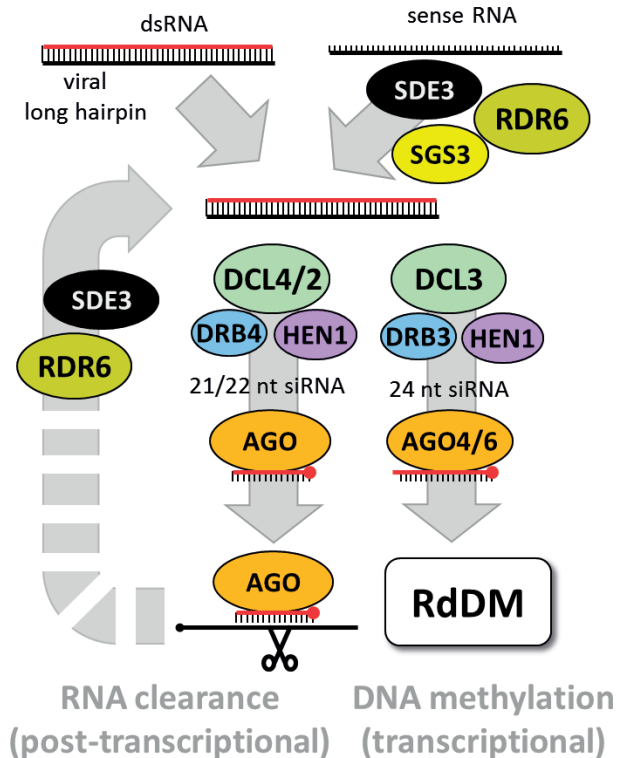 dsRNA
sense RNA
viral
long hairpin
SDE3
RDR6
SGS3
DCL4/2
DCL3
SDE3
DRB4
HEN1
DRB3
HEN1
RDR6
21/22 nt siRNA
24 nt siRNA
AGO
AGO4/6
AGO
RdDM
RNA clearance
(post-transcriptional)
DNA methylation
(transcriptional)